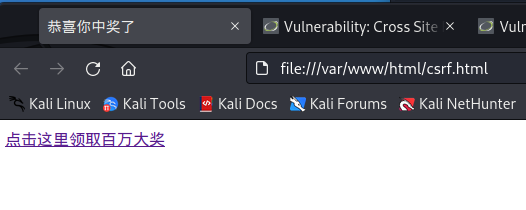 恭喜你中奖了
Vulnerability: Cross Site
Vuln
file:///var/www/html/csrf.html
Kali Linux
Kali Tools
Kali Docs
Kali Forums
Kali NetHunter
点击这里领取百万大奖